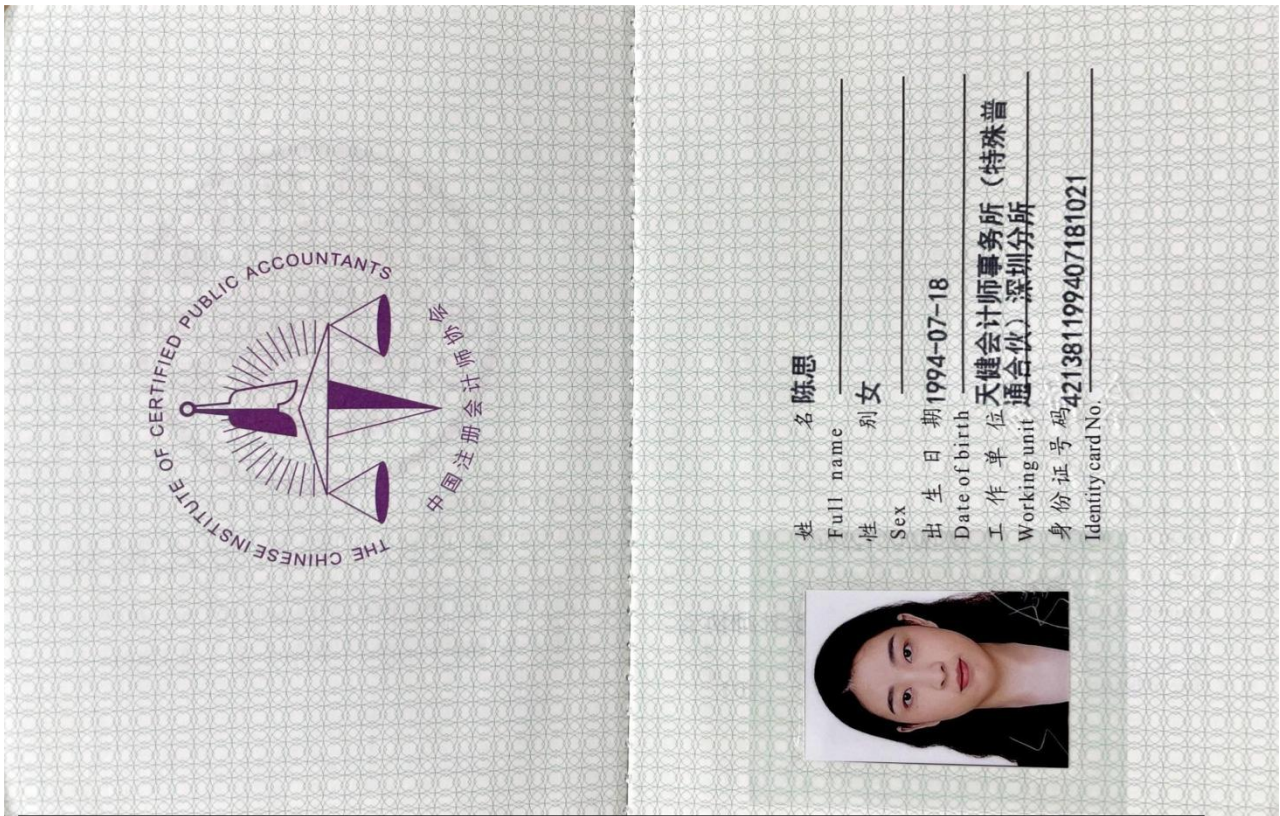 THE CHINESE INSTITUTE OF CERTIFIED PUBLIC ACCOUNTANTS
中国注册会计师协会
姓 名 陈思
Full name
性 别 女
Sex
出 生 日 期 1994-07-18
Date of birth
工 作 单 位 天健会计师事务所（特殊普
Working unit 通合伙）深圳分所
身份证号码 421381199407181021
Identity card No.